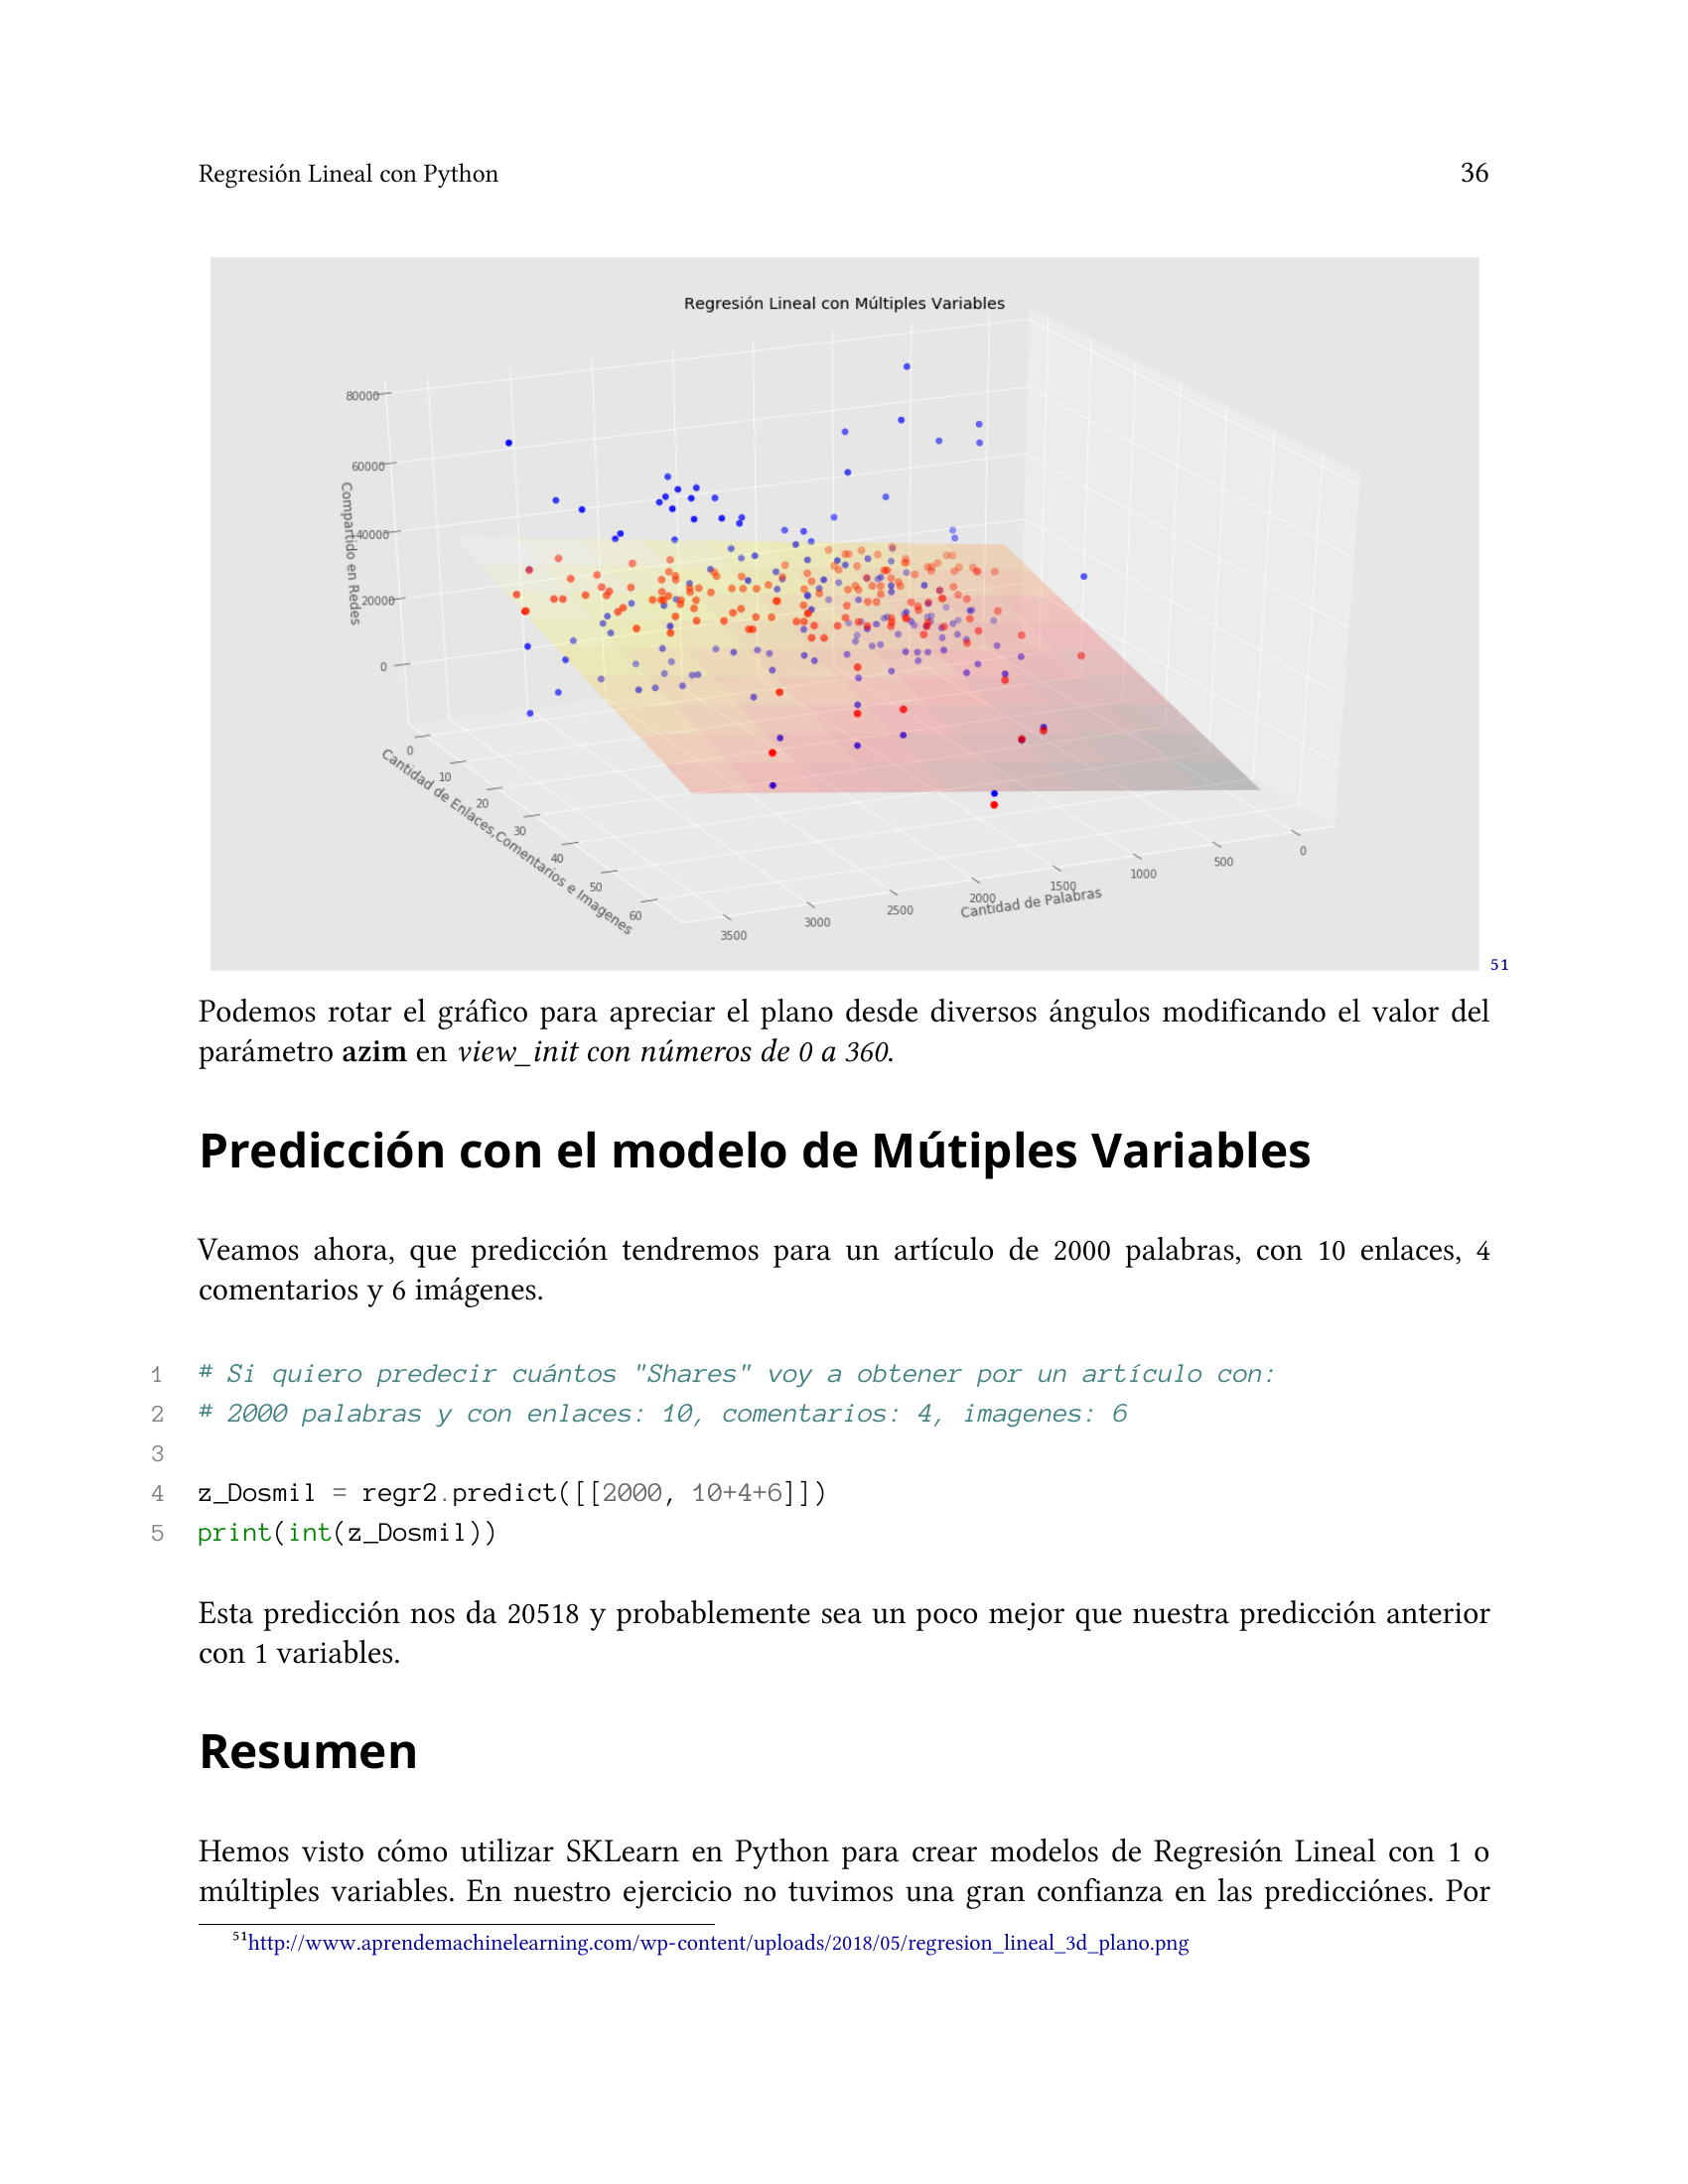 Regresión Lineal con Python
36
Regresión Lineal con Múltiples Variables
80000
60000
40000
20000
0
Compartido en Redes
0
10
20
30
40
50
60
Cantidad de Enlaces,Comentarios e Imagenes
3500
3000
2500
2000
1500
1000
500
0
Cantidad de Palabras
51
Podemos rotar el gráfico para apreciar el plano desde diversos ángulos modificando el valor del
parámetro azim en view_init con números de 0 a 360.
Predicción con el modelo de Mútiples Variables
Veamos ahora, que predicción tendremos para un artículo de 2000 palabras, con 10 enlaces, 4
comentarios y 6 imágenes.
1 # Si quiero predecir cuántos "Shares" voy a obtener por un artículo con:
2 # 2000 palabras y con enlaces: 10, comentarios: 4, imagenes: 6
3
4 z_Dosmil = regr2.predict([[2000, 10+4+6]])
5 print(int(z_Dosmil))
Esta predicción nos da 20518 y probablemente sea un poco mejor que nuestra predicción anterior
con 1 variables.
Resumen
Hemos visto cómo utilizar SKLearn en Python para crear modelos de Regresión Lineal con 1 o
múltiples variables. En nuestro ejercicio no tuvimos una gran confianza en las predicciónes. Por
51http://www.aprendemachinelearning.com/wp-content/uploads/2018/05/regresion_lineal_3d_plano.png